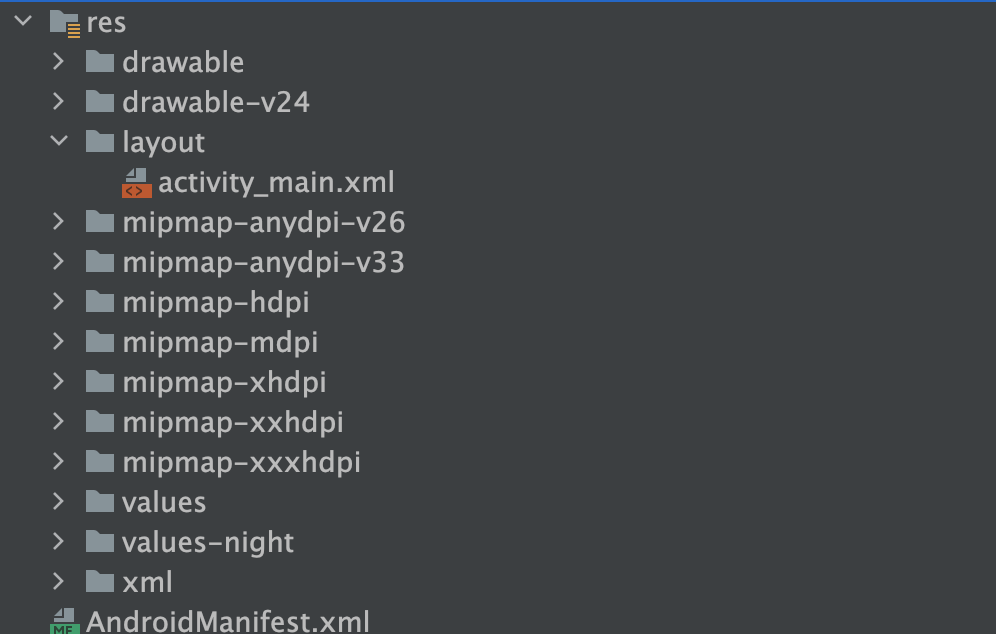 res
drawable
drawable-v24
layout
<> activity_main.xml
mipmap-anydpi-v26
mipmap-anydpi-v33
mipmap-hdpi
mipmap-mdpi
mipmap-xhdpi
mipmap-xxhdpi
mipmap-xxxhdpi
values
values-night
xml
MF AndroidManifest.xml